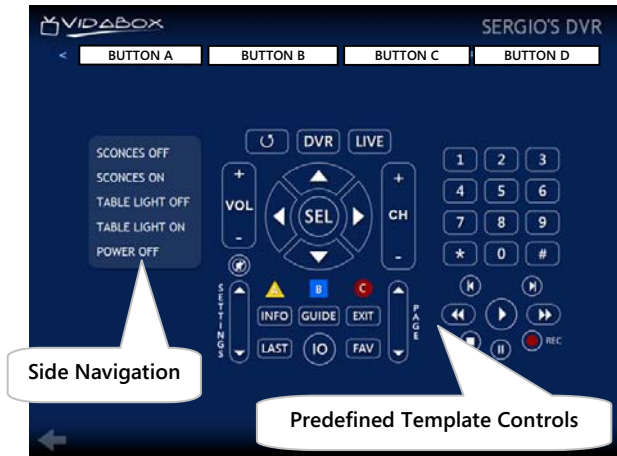 VIDABOX
SERGIO'S DVR
<
BUTTON A
BUTTON B
BUTTON C
BUTTON D
SCONCES OFF
SCONCES ON
TABLE LIGHT OFF
TABLE LIGHT ON
POWER OFF
DVR
LIVE
+
VOL
-
SEL
+
CH
-
1 2 3
4 5 6
7 8 9
* 0 #
SETTINGS
A
B
C
INFO
GUIDE
EXIT
LAST
IO
FAV
PAGE
REC
Side Navigation
Predefined Template Controls